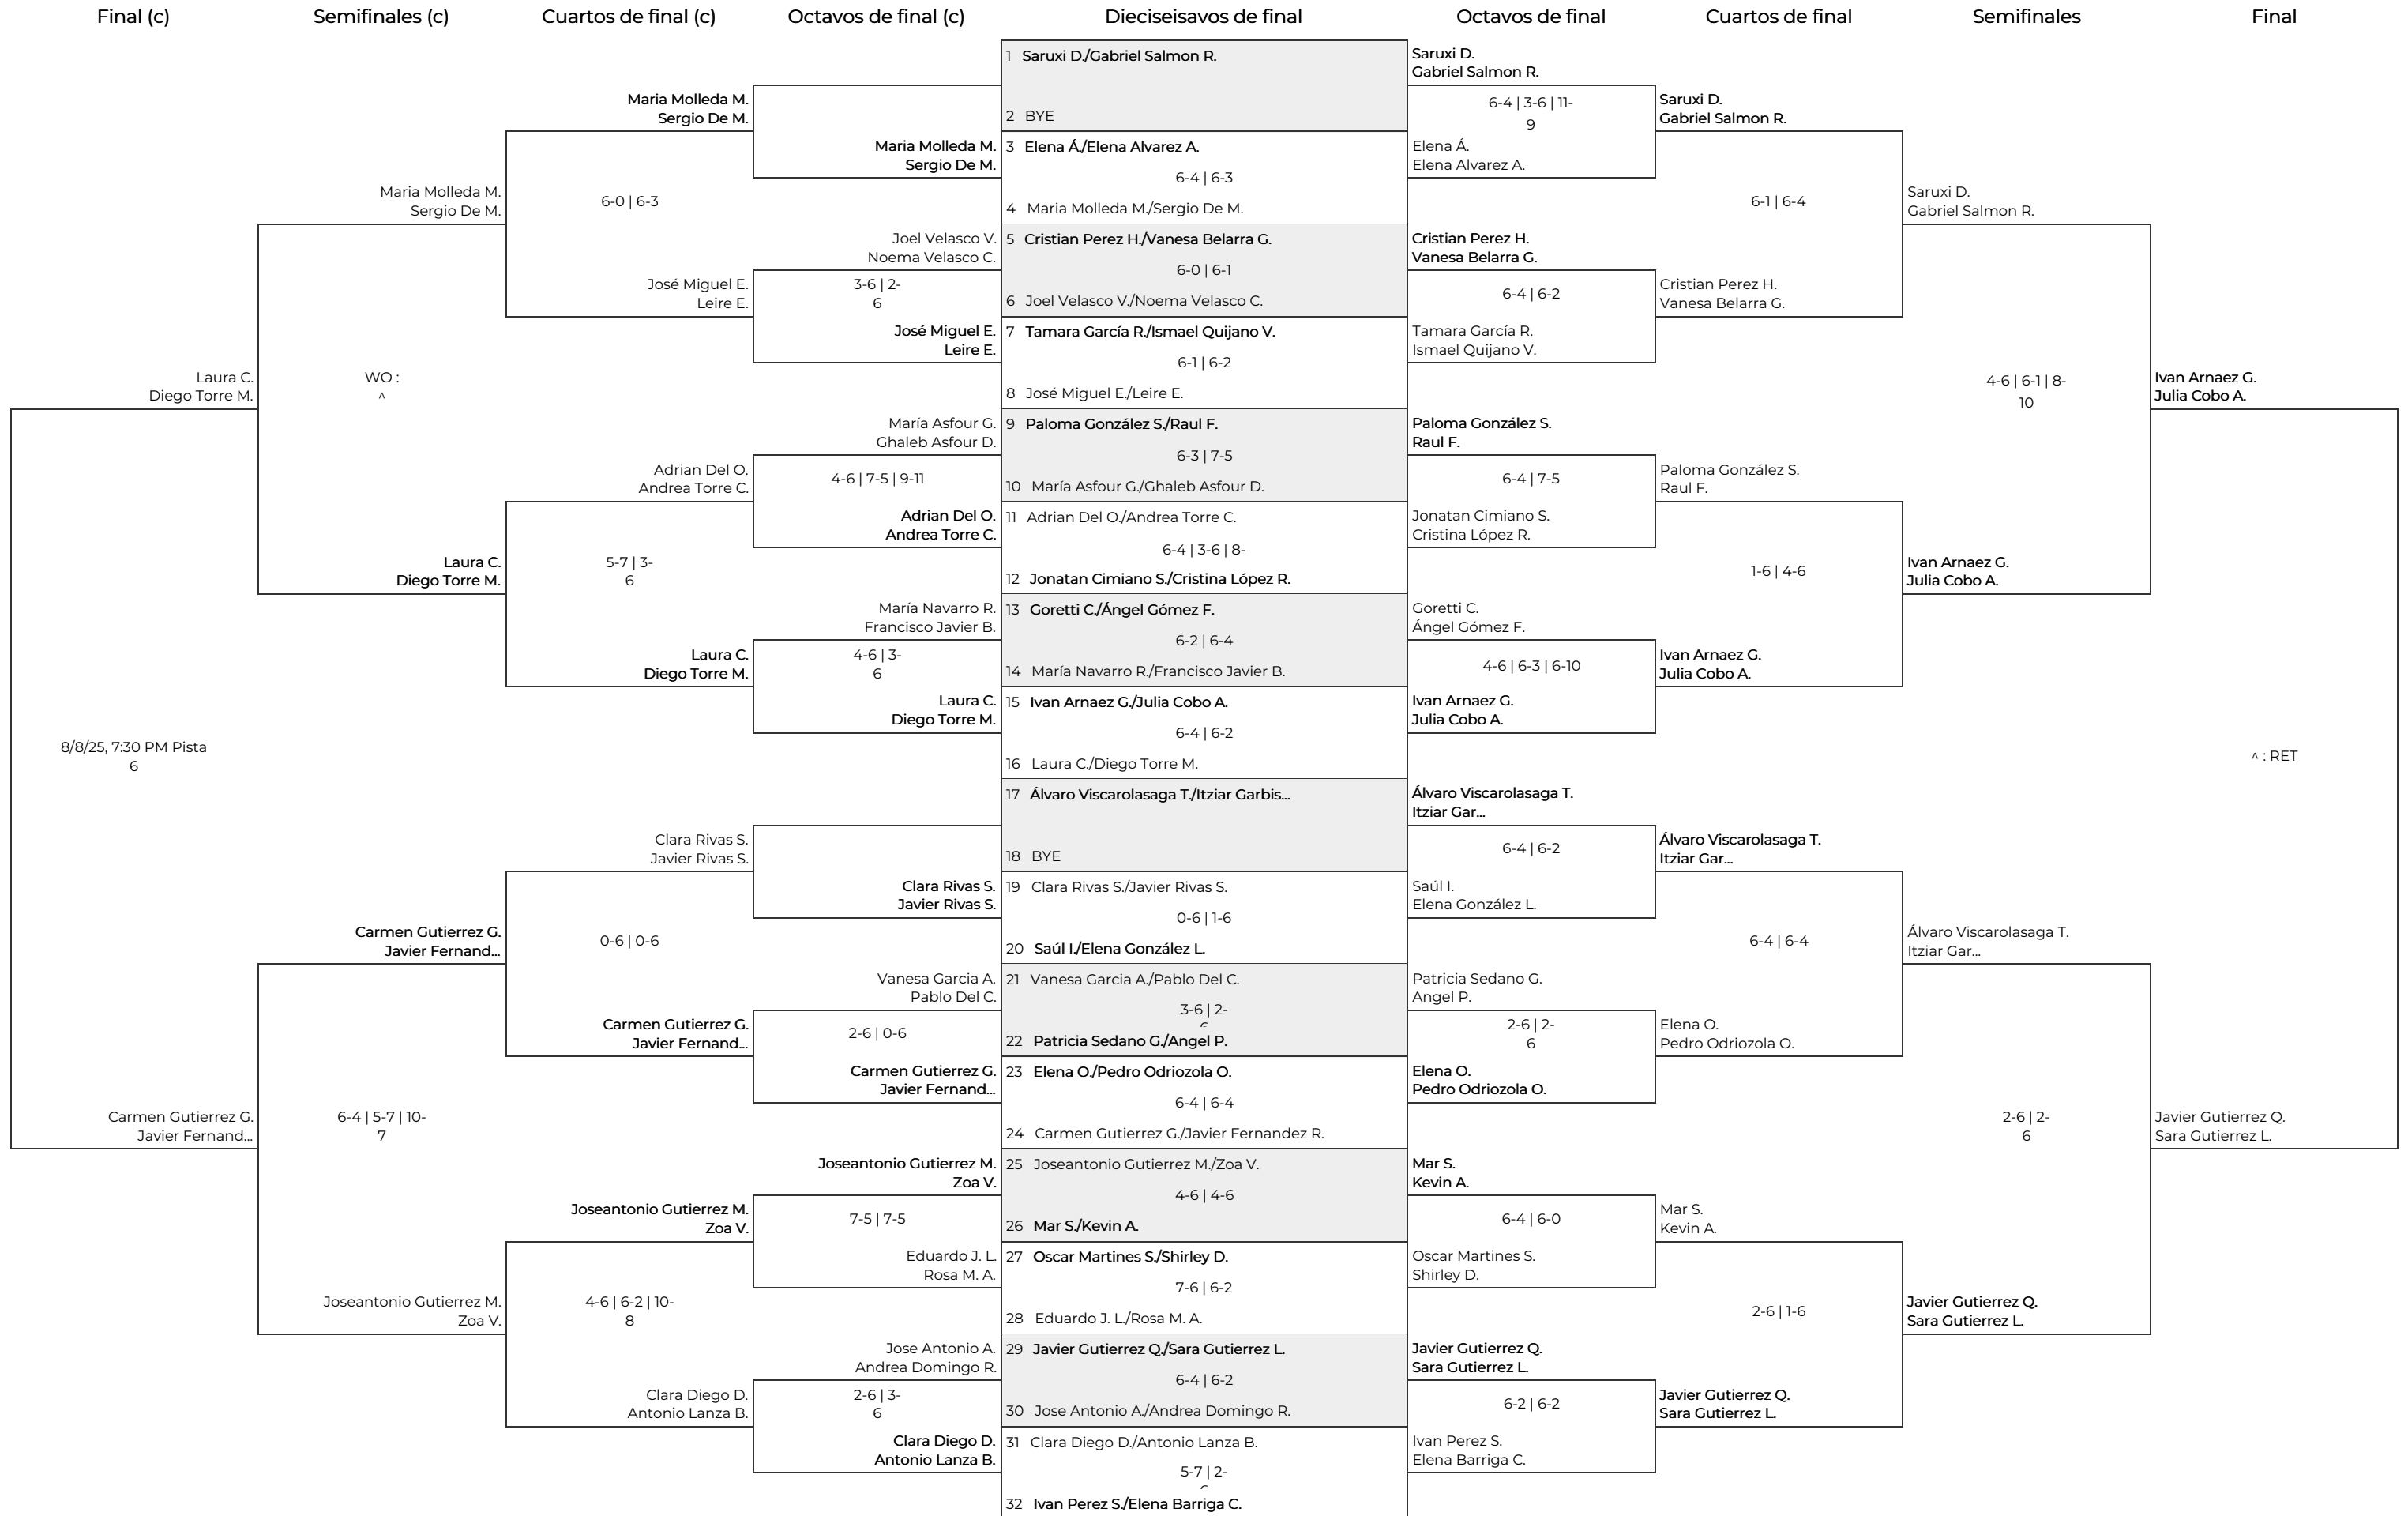 Final (c)
Semifinales (c)
Cuartos de final (c)
Octavos de final (c)
Dieciseisavos de final
Octavos de final
Cuartos de final
Semifinales
Final
Laura C.
Diego Torre M.
8/8/25, 7:30 PM Pista
6
Carmen Gutierrez G.
Javier Fernand...
Maria Molleda M.
Sergio De M.
WO :
^
Laura C.
Diego Torre M.
Carmen Gutierrez G.
Javier Fernand...
6-4 | 5-7 | 10-
7
Joseantonio Gutierrez M.
Zoa V.
Maria Molleda M.
Sergio De M.
6-0 | 6-3
José Miguel E.
Leire E.
Adrian Del O.
Andrea Torre C.
5-7 | 3-
6
Laura C.
Diego Torre M.
Clara Rivas S.
Javier Rivas S.
0-6 | 0-6
Carmen Gutierrez G.
Javier Fernand...
Joseantonio Gutierrez M.
Zoa V.
4-6 | 6-2 | 10-
8
Clara Diego D.
Antonio Lanza B.
Maria Molleda M.
Sergio De M.
Joel Velasco V.
Noema Velasco C.
3-6 | 2-
6
José Miguel E.
Leire E.
María Asfour G.
Ghaleb Asfour D.
4-6 | 7-5 | 9-11
Adrian Del O.
Andrea Torre C.
María Navarro R.
Francisco Javier B.
4-6 | 3-
6
Laura C.
Diego Torre M.
Clara Rivas S.
Javier Rivas S.
Vanesa Garcia A.
Pablo Del C.
2-6 | 0-6
Carmen Gutierrez G.
Javier Fernand...
Joseantonio Gutierrez M.
Zoa V.
7-5 | 7-5
Eduardo J. L.
Rosa M. A.
Jose Antonio A.
Andrea Domingo R.
2-6 | 3-
6
Clara Diego D.
Antonio Lanza B.
1 Saruxi D./Gabriel Salmon R.
2 BYE
3 Elena Á./Elena Alvarez A.
6-4 | 6-3
4 Maria Molleda M./Sergio De M.
5 Cristian Perez H./Vanesa Belarra G.
6-0 | 6-1
6 Joel Velasco V./Noema Velasco C.
7 Tamara García R./Ismael Quijano V.
6-1 | 6-2
8 José Miguel E./Leire E.
9 Paloma González S./Raul F.
6-3 | 7-5
10 María Asfour G./Ghaleb Asfour D.
11 Adrian Del O./Andrea Torre C.
6-4 | 3-6 | 8-
12 Jonatan Cimiano S./Cristina López R.
13 Goretti C./Ángel Gómez F.
6-2 | 6-4
14 María Navarro R./Francisco Javier B.
15 Ivan Arnaez G./Julia Cobo A.
6-4 | 6-2
16 Laura C./Diego Torre M.
17 Álvaro Viscarolasaga T./Itziar Garbis...
18 BYE
19 Clara Rivas S./Javier Rivas S.
0-6 | 1-6
20 Saúl I./Elena González L.
21 Vanesa Garcia A./Pablo Del C.
3-6 | 2-
22 Patricia Sedano G./Angel P.
23 Elena O./Pedro Odriozola O.
6-4 | 6-4
24 Carmen Gutierrez G./Javier Fernandez R.
25 Joseantonio Gutierrez M./Zoa V.
4-6 | 4-6
26 Mar S./Kevin A.
27 Oscar Martines S./Shirley D.
7-6 | 6-2
28 Eduardo J. L./Rosa M. A.
29 Javier Gutierrez Q./Sara Gutierrez L.
6-4 | 6-2
30 Jose Antonio A./Andrea Domingo R.
31 Clara Diego D./Antonio Lanza B.
5-7 | 2-
32 Ivan Perez S./Elena Barriga C.
Saruxi D.
Gabriel Salmon R.
6-4 | 3-6 | 11-
9
Elena Á.
Elena Alvarez A.
Cristian Perez H.
Vanesa Belarra G.
6-4 | 6-2
Tamara García R.
Ismael Quijano V.
Paloma González S.
Raul F.
6-4 | 7-5
Jonatan Cimiano S.
Cristina López R.
Goretti C.
Ángel Gómez F.
4-6 | 6-3 | 6-10
Ivan Arnaez G.
Julia Cobo A.
Álvaro Viscarolasaga T.
Itziar Gar...
6-4 | 6-2
Saúl I.
Elena González L.
Patricia Sedano G.
Angel P.
2-6 | 2-
6
Elena O.
Pedro Odriozola O.
Mar S.
Kevin A.
6-4 | 6-0
Oscar Martines S.
Shirley D.
Javier Gutierrez Q.
Sara Gutierrez L.
6-2 | 6-2
Ivan Perez S.
Elena Barriga C.
Saruxi D.
Gabriel Salmon R.
6-1 | 6-4
Cristian Perez H.
Vanesa Belarra G.
Paloma González S.
Raul F.
1-6 | 4-6
Ivan Arnaez G.
Julia Cobo A.
Álvaro Viscarolasaga T.
Itziar Gar...
6-4 | 6-4
Elena O.
Pedro Odriozola O.
Mar S.
Kevin A.
2-6 | 1-6
Javier Gutierrez Q.
Sara Gutierrez L.
Saruxi D.
Gabriel Salmon R.
4-6 | 6-1 | 8-
10
Ivan Arnaez G.
Julia Cobo A.
Álvaro Viscarolasaga T.
Itziar Gar...
2-6 | 2-
6
Javier Gutierrez Q.
Sara Gutierrez L.
Ivan Arnaez G.
Julia Cobo A.
^ : RET
Javier Gutierrez Q.
Sara Gutierrez L.